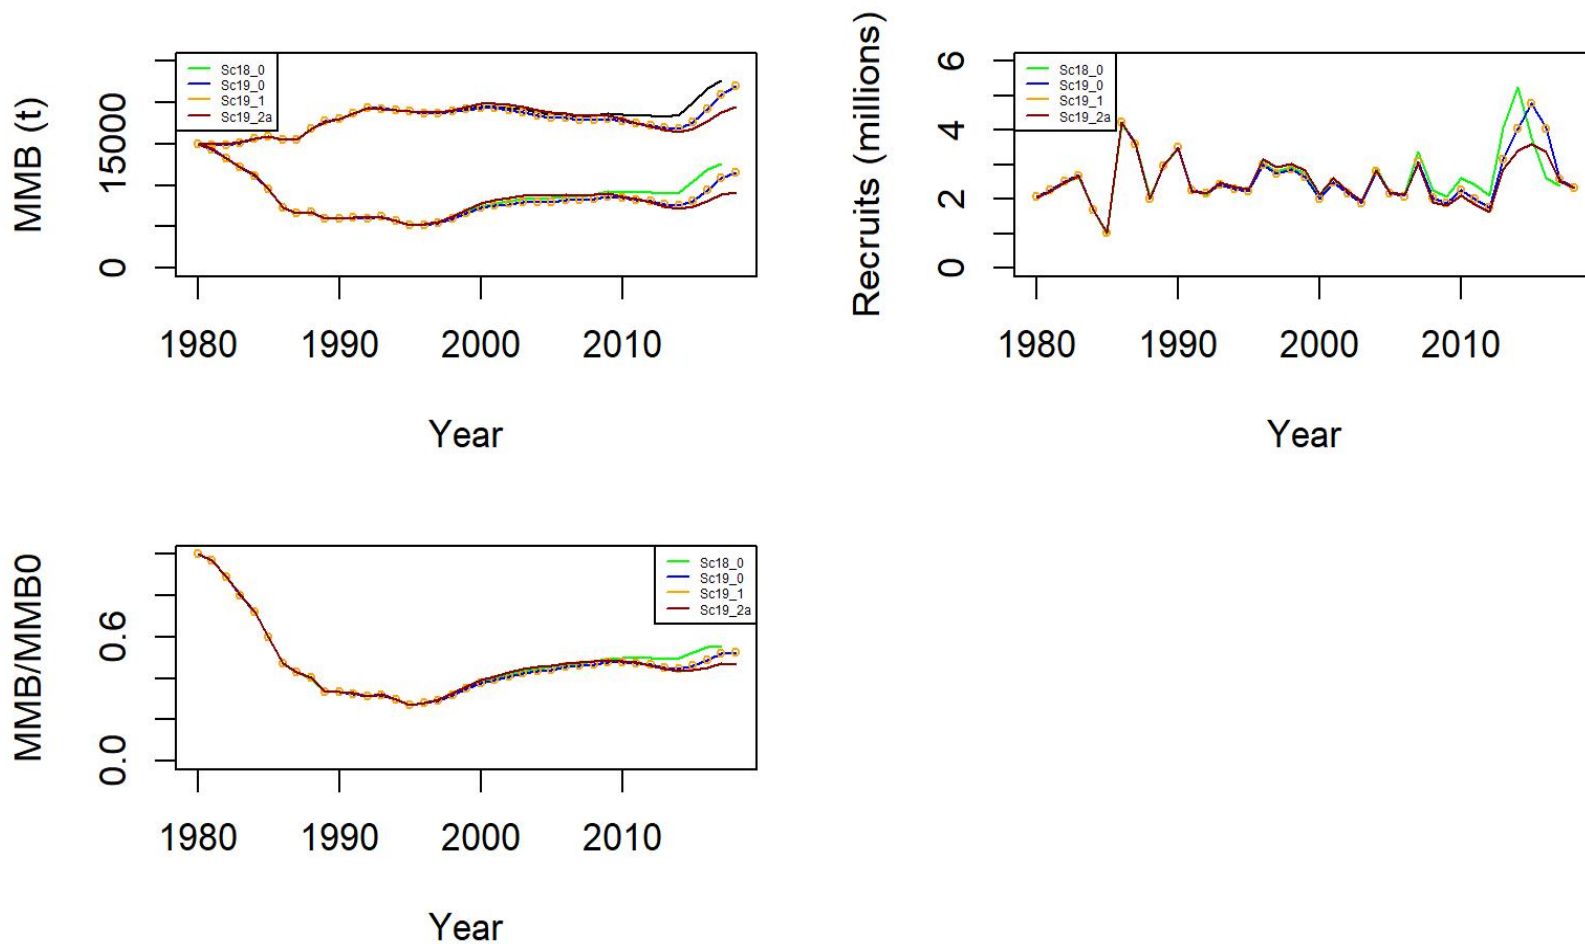 MMB (t)
15000
0
Sc18_0
Sc19_0
Sc19_1
Sc19_2a
1980 1990 2000 2010
Year
Recruits (millions)
6
4
2
0
Sc18_0
Sc19_0
Sc19_1
Sc19_2a
1980 1990 2000 2010
Year
MMB/MMB0
0.6
0.0
Sc18_0
Sc19_0
Sc19_1
Sc19_2a
1980 1990 2000 2010
Year